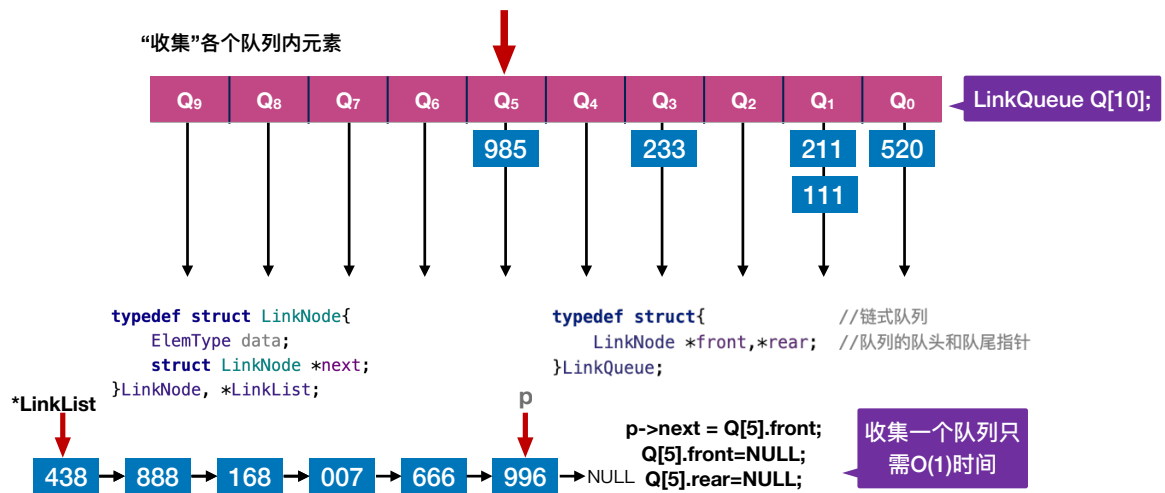 “收集”各个队列内元素
Q₉ Q₈ Q₇ Q₆ Q₅ Q₄ Q₃ Q₂ Q₁ Q₀
LinkQueue Q[10];
985 233 211 520
111
typedef struct LinkNode{
ElemType data;
struct LinkNode *next;
}LinkNode, *LinkList;
typedef struct{ //链式队列
LinkNode *front,*rear; //队列的队头和队尾指针
}LinkQueue;
*LinkList
p
438 888 168 007 666 996 NULL
p->next = Q[5].front;
Q[5].front=NULL;
Q[5].rear=NULL;
收集一个队列只
需O(1)时间